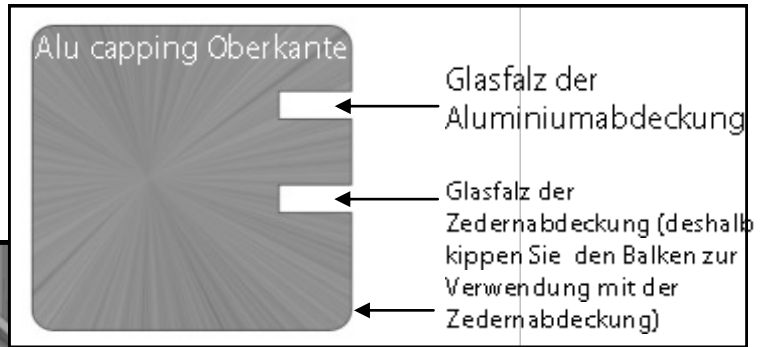 Alu capping Oberkante
Glasfalz der
Aluminiumabdeckung
Glasfalz der
Zedernabdeckung (deshalb
kippen Sie den Balken zur
Verwendung mit der
Zedernabdeckung)